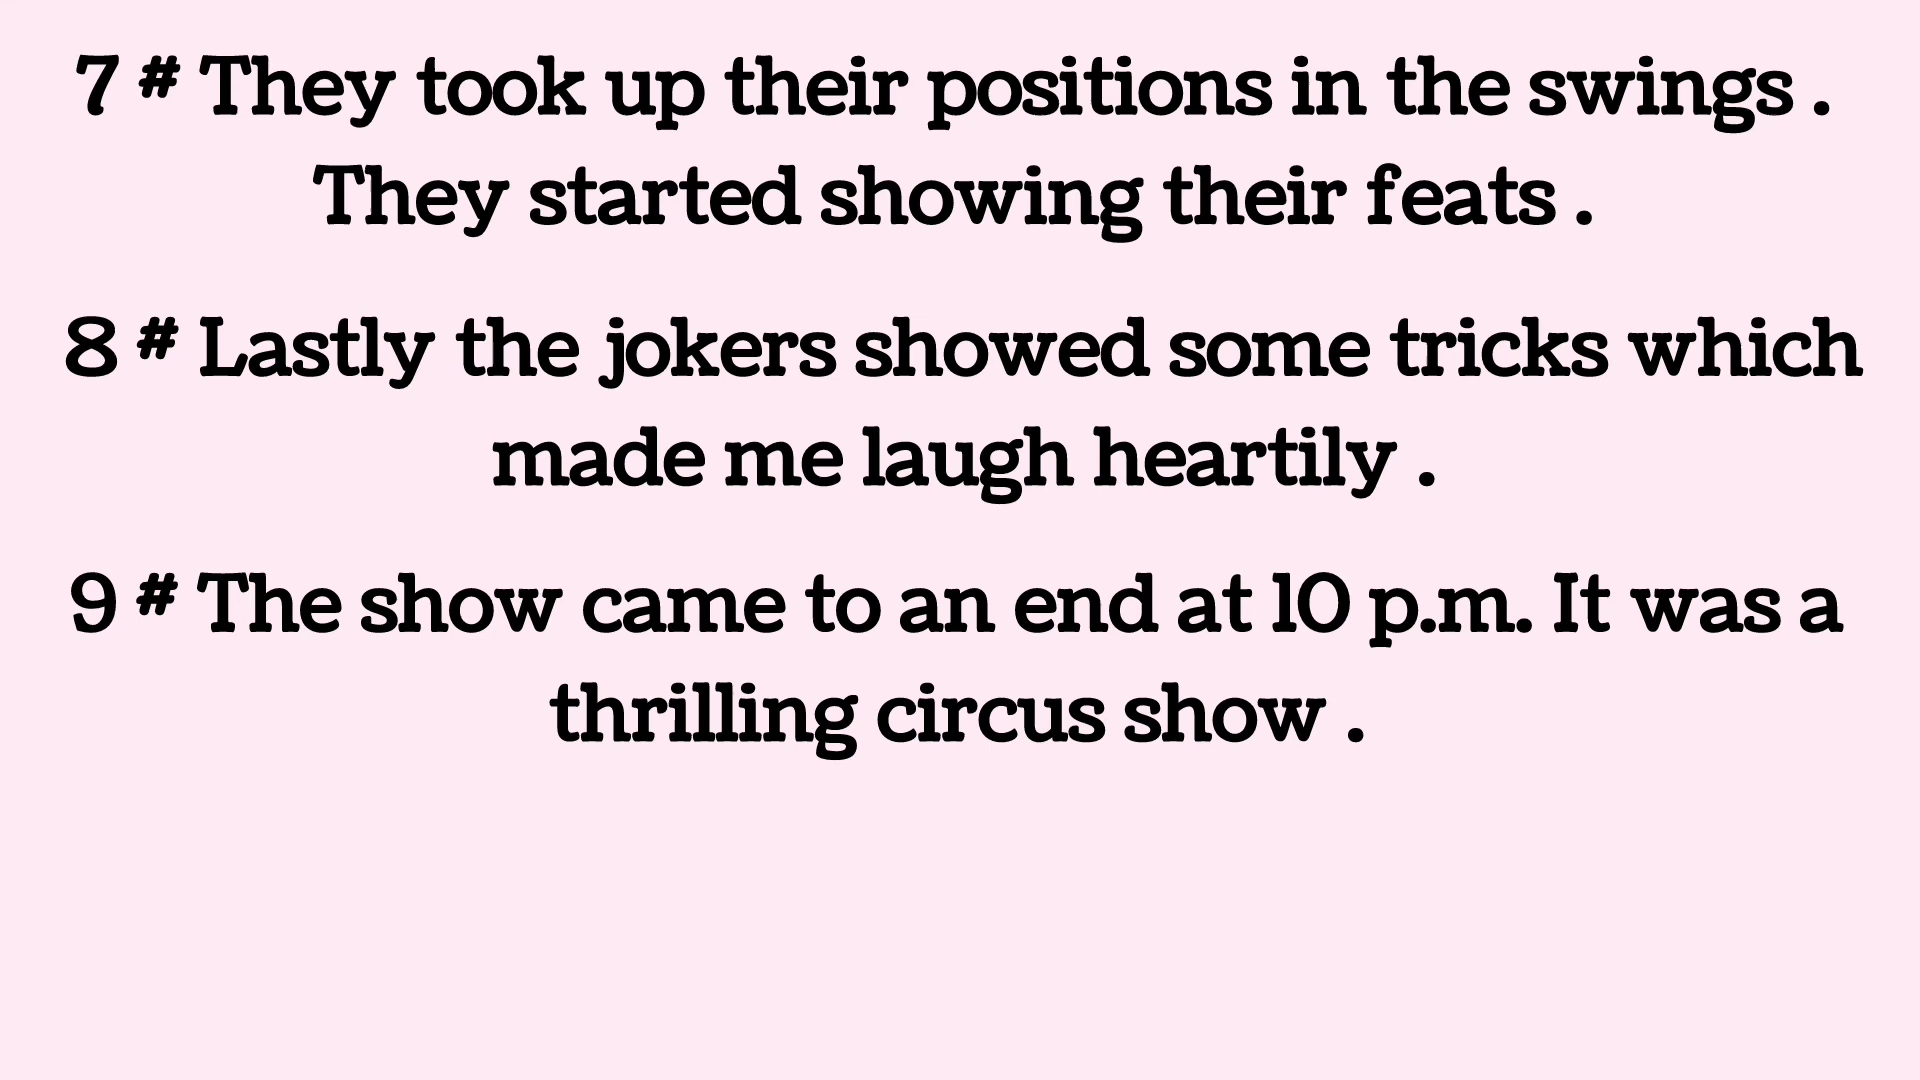 7 # They took up their positions in the swings .
They started showing their feats .
8 # Lastly the jokers showed some tricks which
made me laugh heartily .
9 # The show came to an end at 10 p.m. It was a
thrilling circus show .